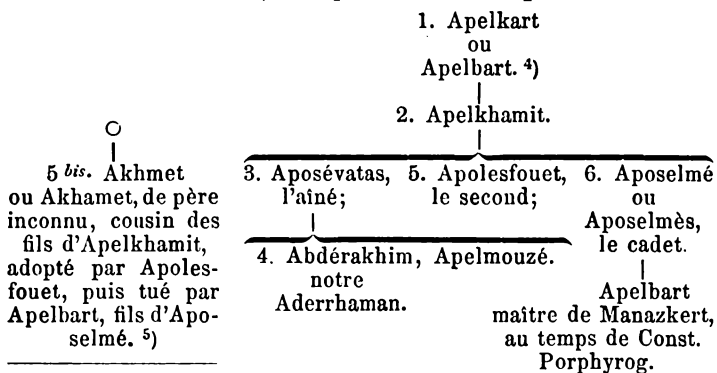 1. Apelkart
ou
Apelbart. ⁴)
2. Apelkhamit.
5 bis. Akhmet
ou Akhamet, de père
inconnu, cousin des
fils d'Apelkhamit,
adopté par Apoles-
fouet, puis tué par
Apelbart, fils d'Apo-
selmé. ⁵)
3. Aposévatas,
l'aîné;
4. Abdérakhim, Apelmouzé.
notre
Aderrhaman.
5. Apolesfouet,
le second;
6. Aposelmé
ou
Aposelmès,
le cadet.
Apelbart
maître de Manazkert,
au temps de Const.
Porphyrog.